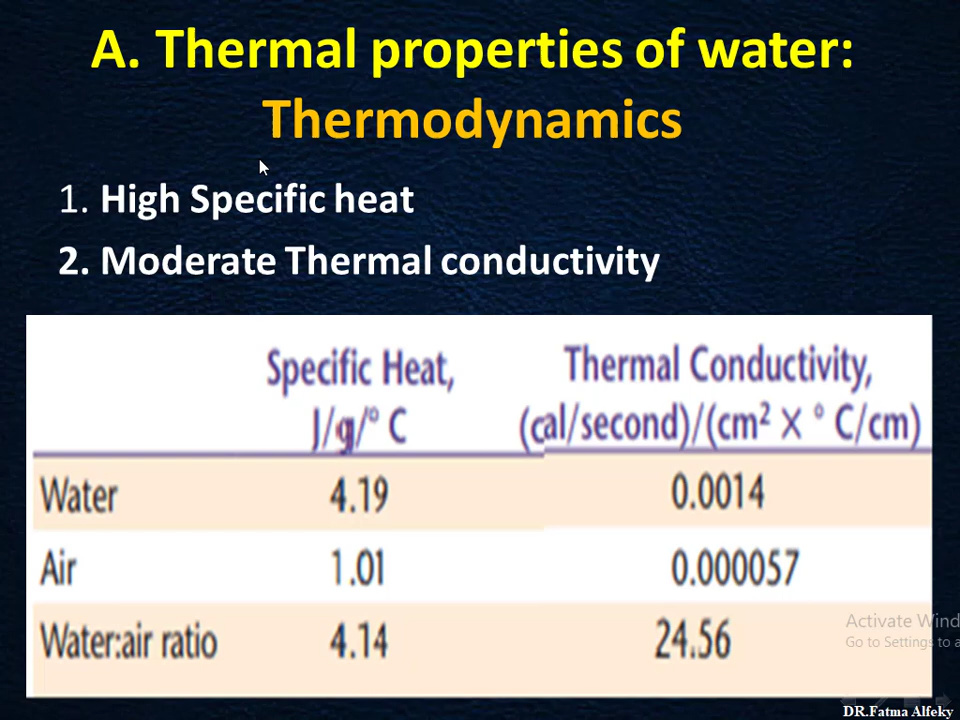 A. Thermal properties of water:
Thermodynamics
1. High Specific heat
2. Moderate Thermal conductivity
Specific Heat, Thermal Conductivity,
J/g/° C (cal/second)/(cm² X ° C/cm)
Water 4.19 0.0014
Air 1.01 0.000057
Water:air ratio 4.14 24.56
Activate Wind
Go to Settings to a
DR.Fatma Alfeky